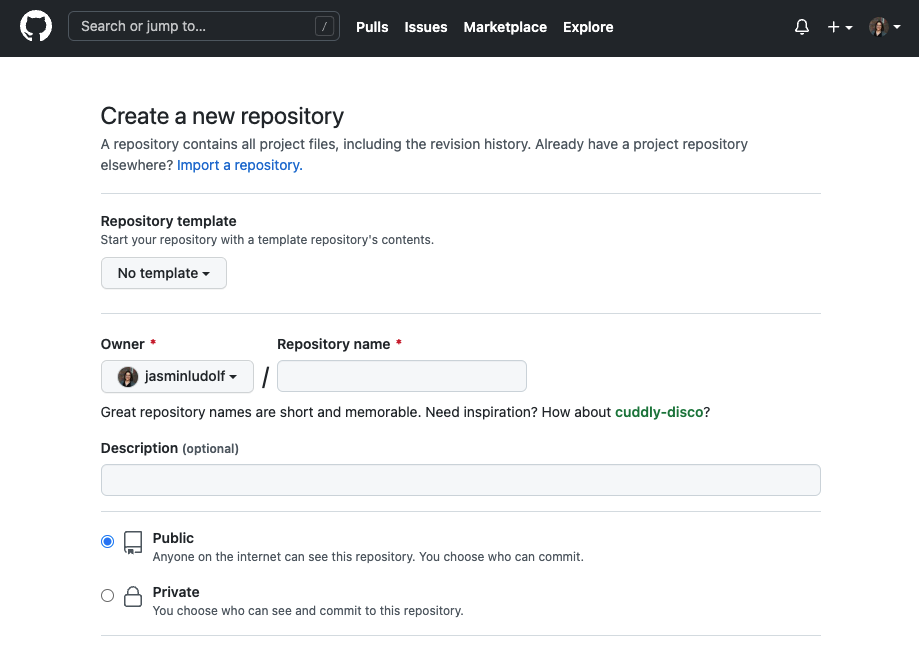 Search or jump to... /
Pulls Issues Marketplace Explore
Create a new repository
A repository contains all project files, including the revision history. Already have a project repository
elsewhere? Import a repository.
Repository template
Start your repository with a template repository's contents.
No template
Owner * Repository name *
jasminludolf /
Great repository names are short and memorable. Need inspiration? How about cuddly-disco?
Description (optional)
Public
Anyone on the internet can see this repository. You choose who can commit.
Private
You choose who can see and commit to this repository.